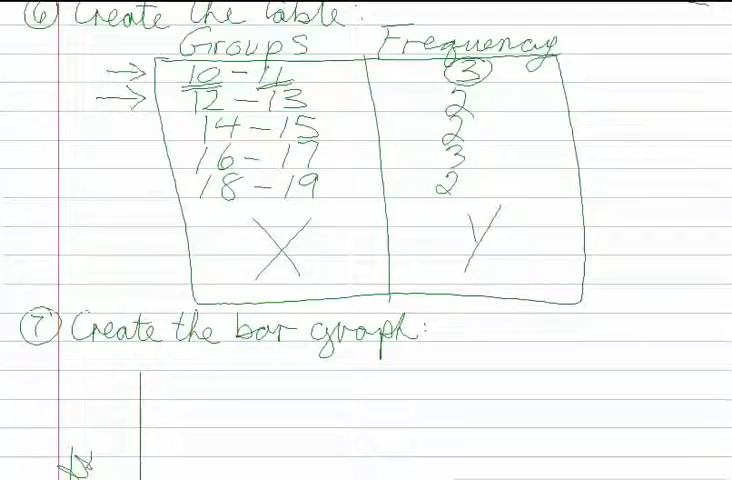 ⑥ Create the table:
Groups Frequency
→ 10 - 11 3
→ 12 - 13 2
14 - 15 2
16 - 17 3
18 - 19 2
X Y
⑦ Create the bar graph: